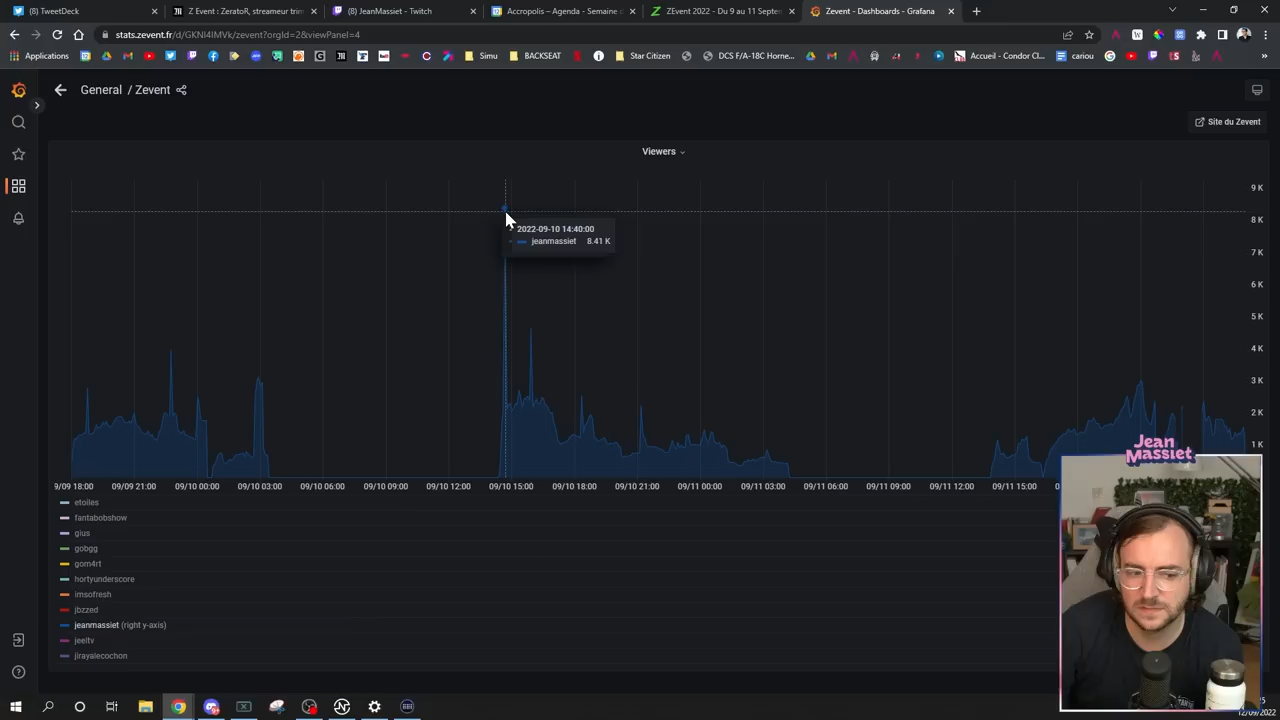 (8) TweetDeck
Z Event : ZeratoR, streameur trim
(8) JeanMassiet - Twitch
Accropolis – Agenda - Semaine d
ZEvent 2022 - Du 9 au 11 Septem
Zevent - Dashboards - Grafana
stats.zevent.fr/d/GKNI4IMVk/zevent?orgId=2&viewPanel=4
Applications
Simu
BACKSEAT
Star Citizen
DCS F/A-18C Horne...
Accueil - Condor Cl...
cariou
General / Zevent
Site du Zevent
Viewers
9 K
8 K
7 K
6 K
5 K
4 K
3 K
2 K
1 K
2022-09-10 14:40:00
jeanmassiet 8.41 K
9/09 18:00 09/09 21:00 09/10 00:00 09/10 03:00 09/10 06:00 09/10 09:00 09/10 12:00 09/10 15:00 09/10 18:00 09/10 21:00 09/11 00:00 09/11 03:00 09/11 06:00 09/11 09:00 09/11 12:00 09/11 15:00
etoiles
fantabobshow
gius
gobgg
gom4rt
hortyunderscore
imsofresh
jbzzed
jeanmassiet (right y-axis)
jeeltv
jirayalecochon
Jean
Massiet
12/09/2022